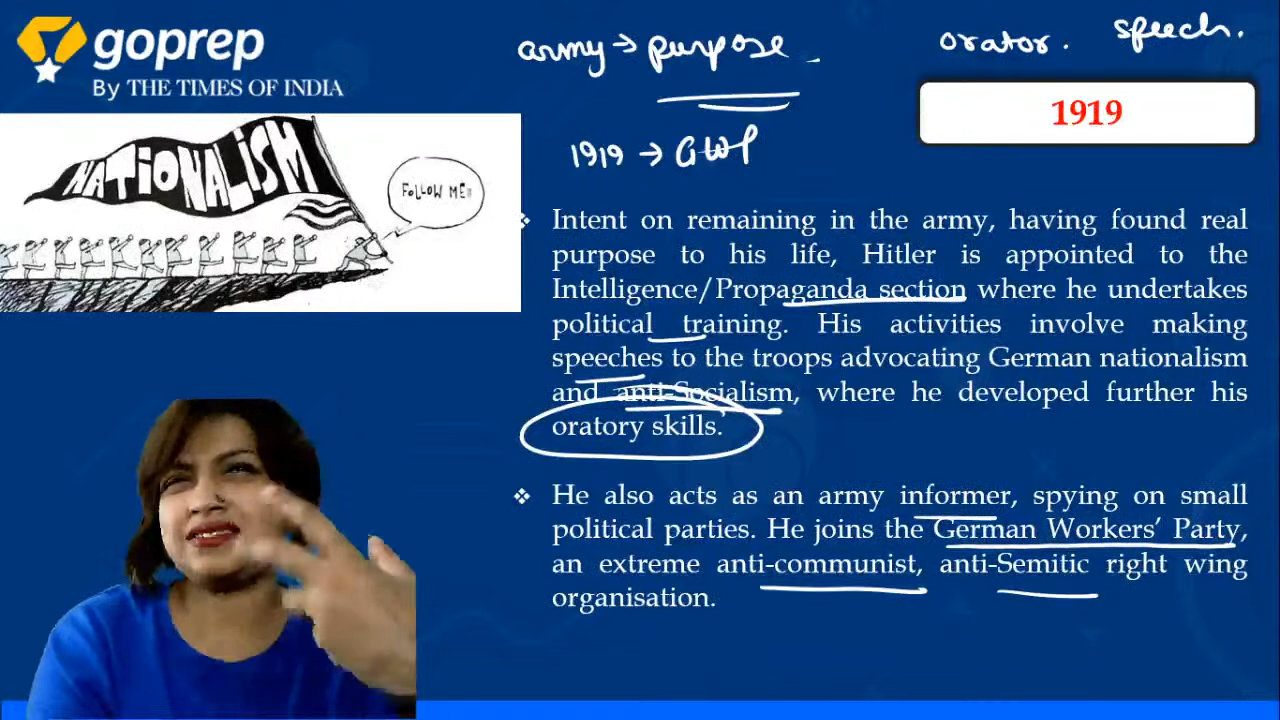 goprep
By THE TIMES OF INDIA
army → purpose
orator. speech.
1919
1919 → GWP
NATIONALISM
FOLLOW ME!!
Intent on remaining in the army, having found real
purpose to his life, Hitler is appointed to the
Intelligence/Propaganda section where he undertakes
political training. His activities involve making
speeches to the troops advocating German nationalism
and anti-Socialism, where he developed further his
oratory skills.
He also acts as an army informer, spying on small
political parties. He joins the German Workers’ Party,
an extreme anti-communist, anti-Semitic right wing
organisation.